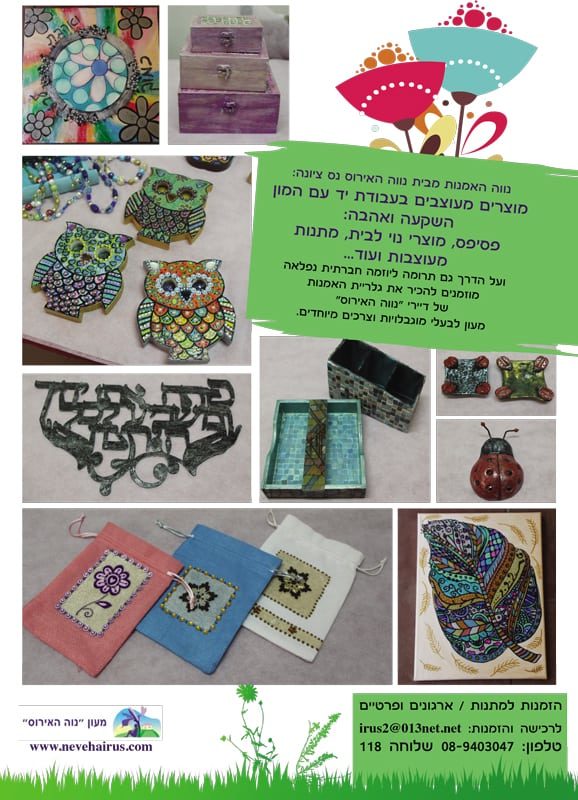 נווה האמנות מבית נווה האירוס נס ציונה:
מוצרים מעוצבים בעבודת יד עם המון
השקעה ואהבה:
פסיפס, מוצרי נוי לבית, מתנות
מעוצבות ועוד...
ועל הדרך גם תרומה ליוזמה חברתית נפלאה
מוזמנים להכיר את גלריית האמנות
של דיירי "נווה האירוס"
מעון לבעלי מוגבלויות וצרכים מיוחדים.
הזמנות למתנות / ארגונים ופרטיים
לרכישה והזמנות: irus2@013net.net
טלפון: 08-9403047 שלוחה 118
מעון "נוה האירוס"
www.nevehairus.com